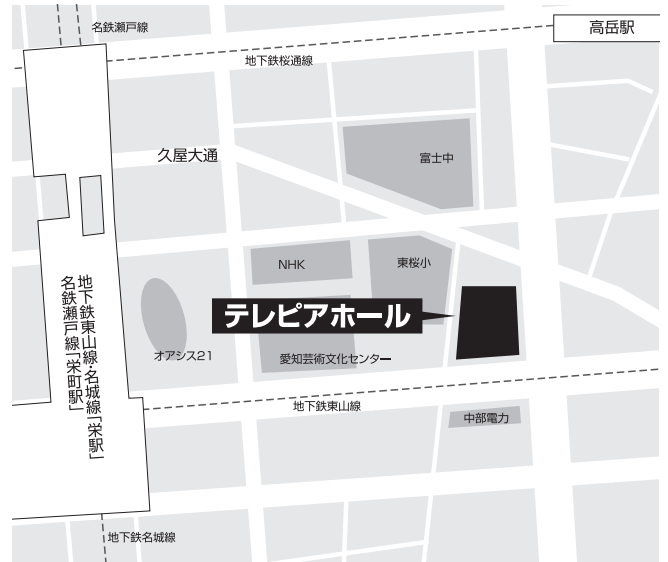 名鉄瀬戸線
高岳駅
地下鉄桜通線
久屋大通
富士中
NHK
東桜小
地下鉄東山線・名城線「栄駅」
名鉄瀬戸線「栄町駅」
テレピアホール
オアシス21
愛知芸術文化センター
地下鉄東山線
中部電力
地下鉄名城線